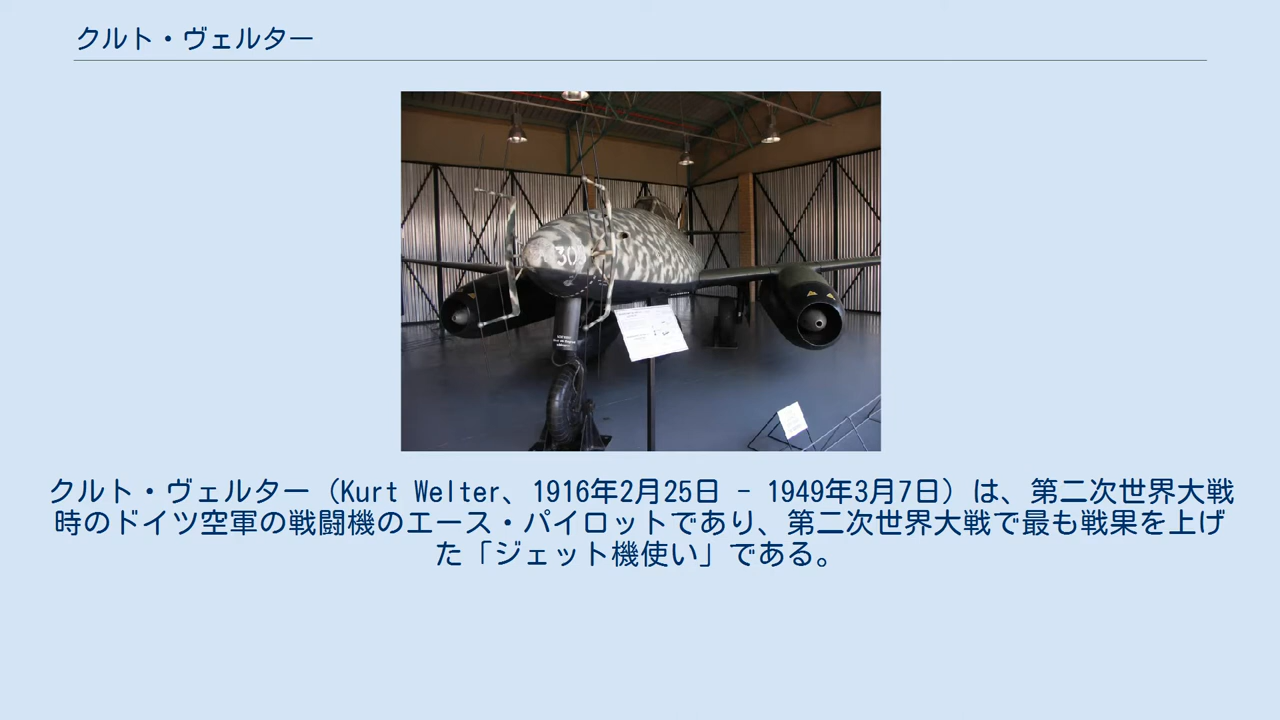 クルト・ヴェルター
30
クルト・ヴェルター（Kurt Welter、1916年2月25日 - 1949年3月7日）は、第二次世界大戦
時のドイツ空軍の戦闘機のエース・パイロットであり、第二次世界大戦で最も戦果を上げ
た「ジェット機使い」である。